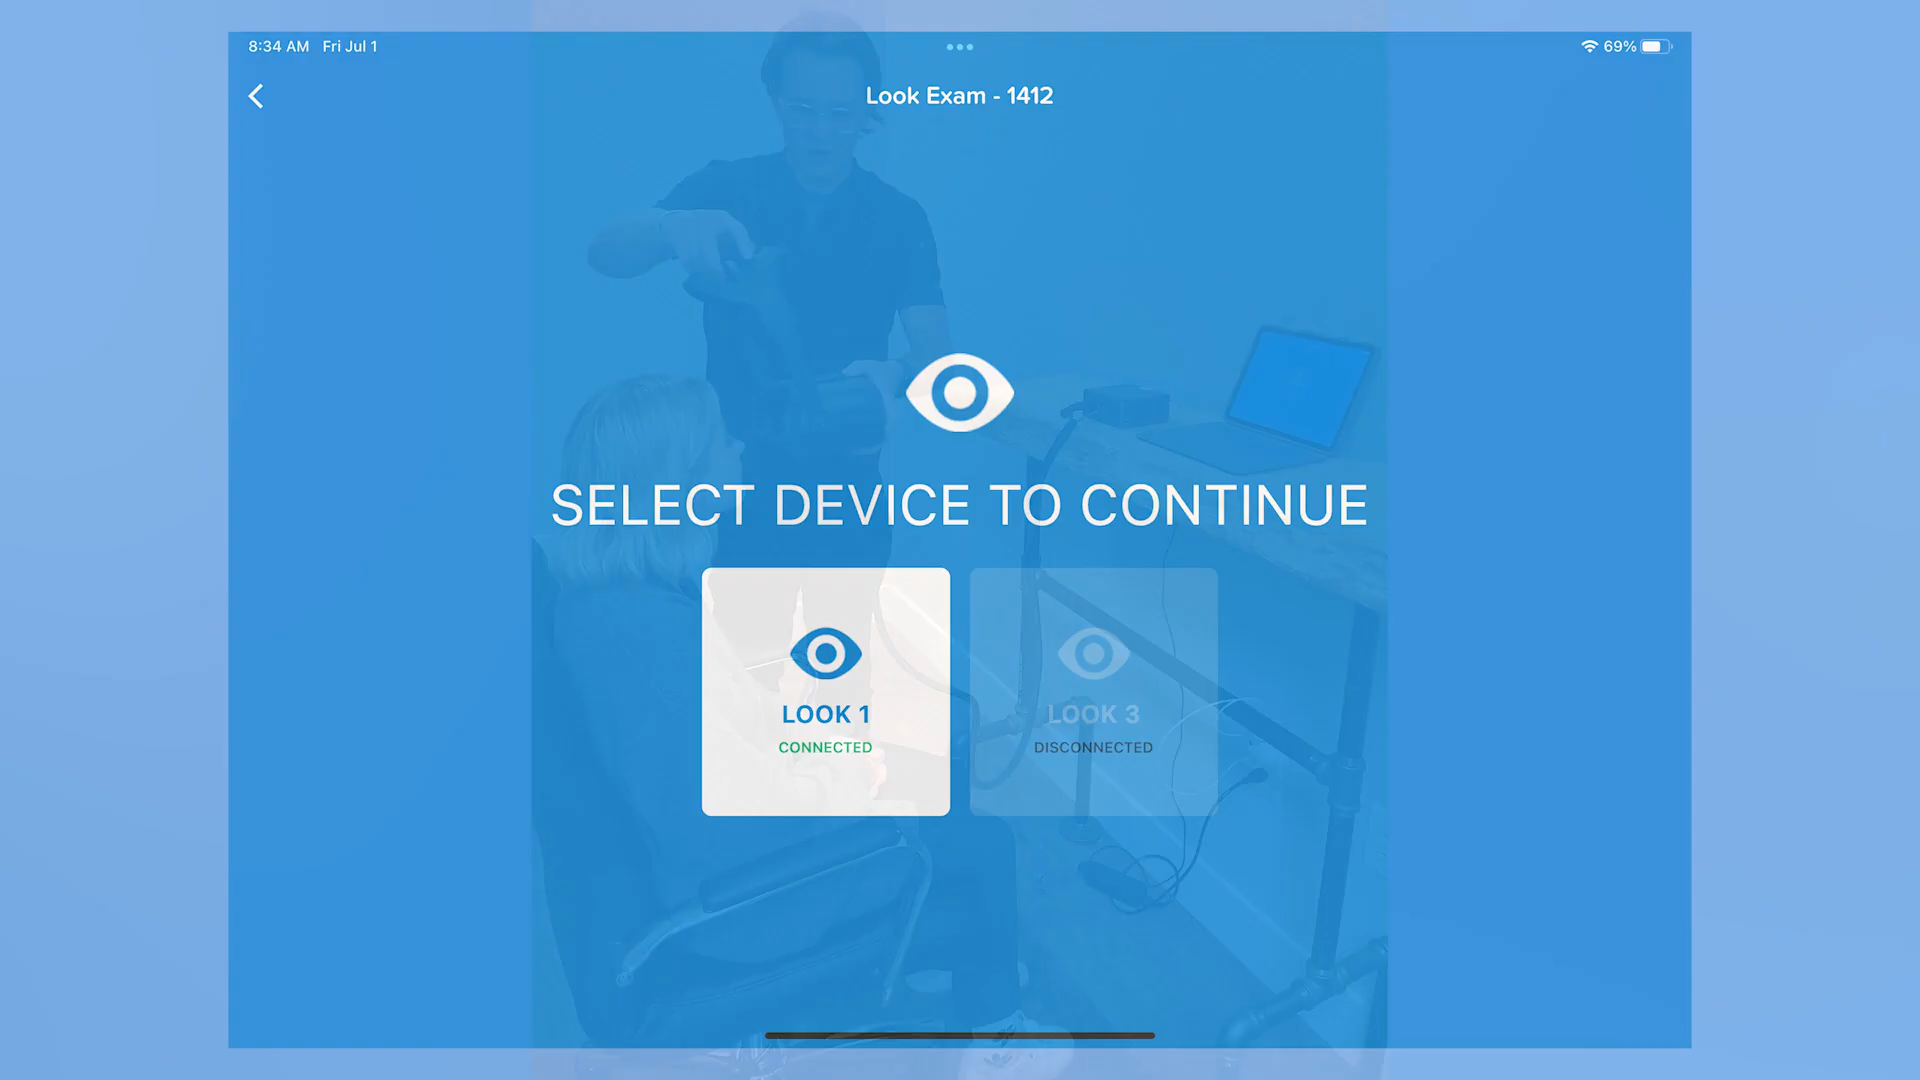 8:34 AM Fri Jul 1
69%
Look Exam - 1412
SELECT DEVICE TO CONTINUE
LOOK 1
CONNECTED
LOOK 3
DISCONNECTED